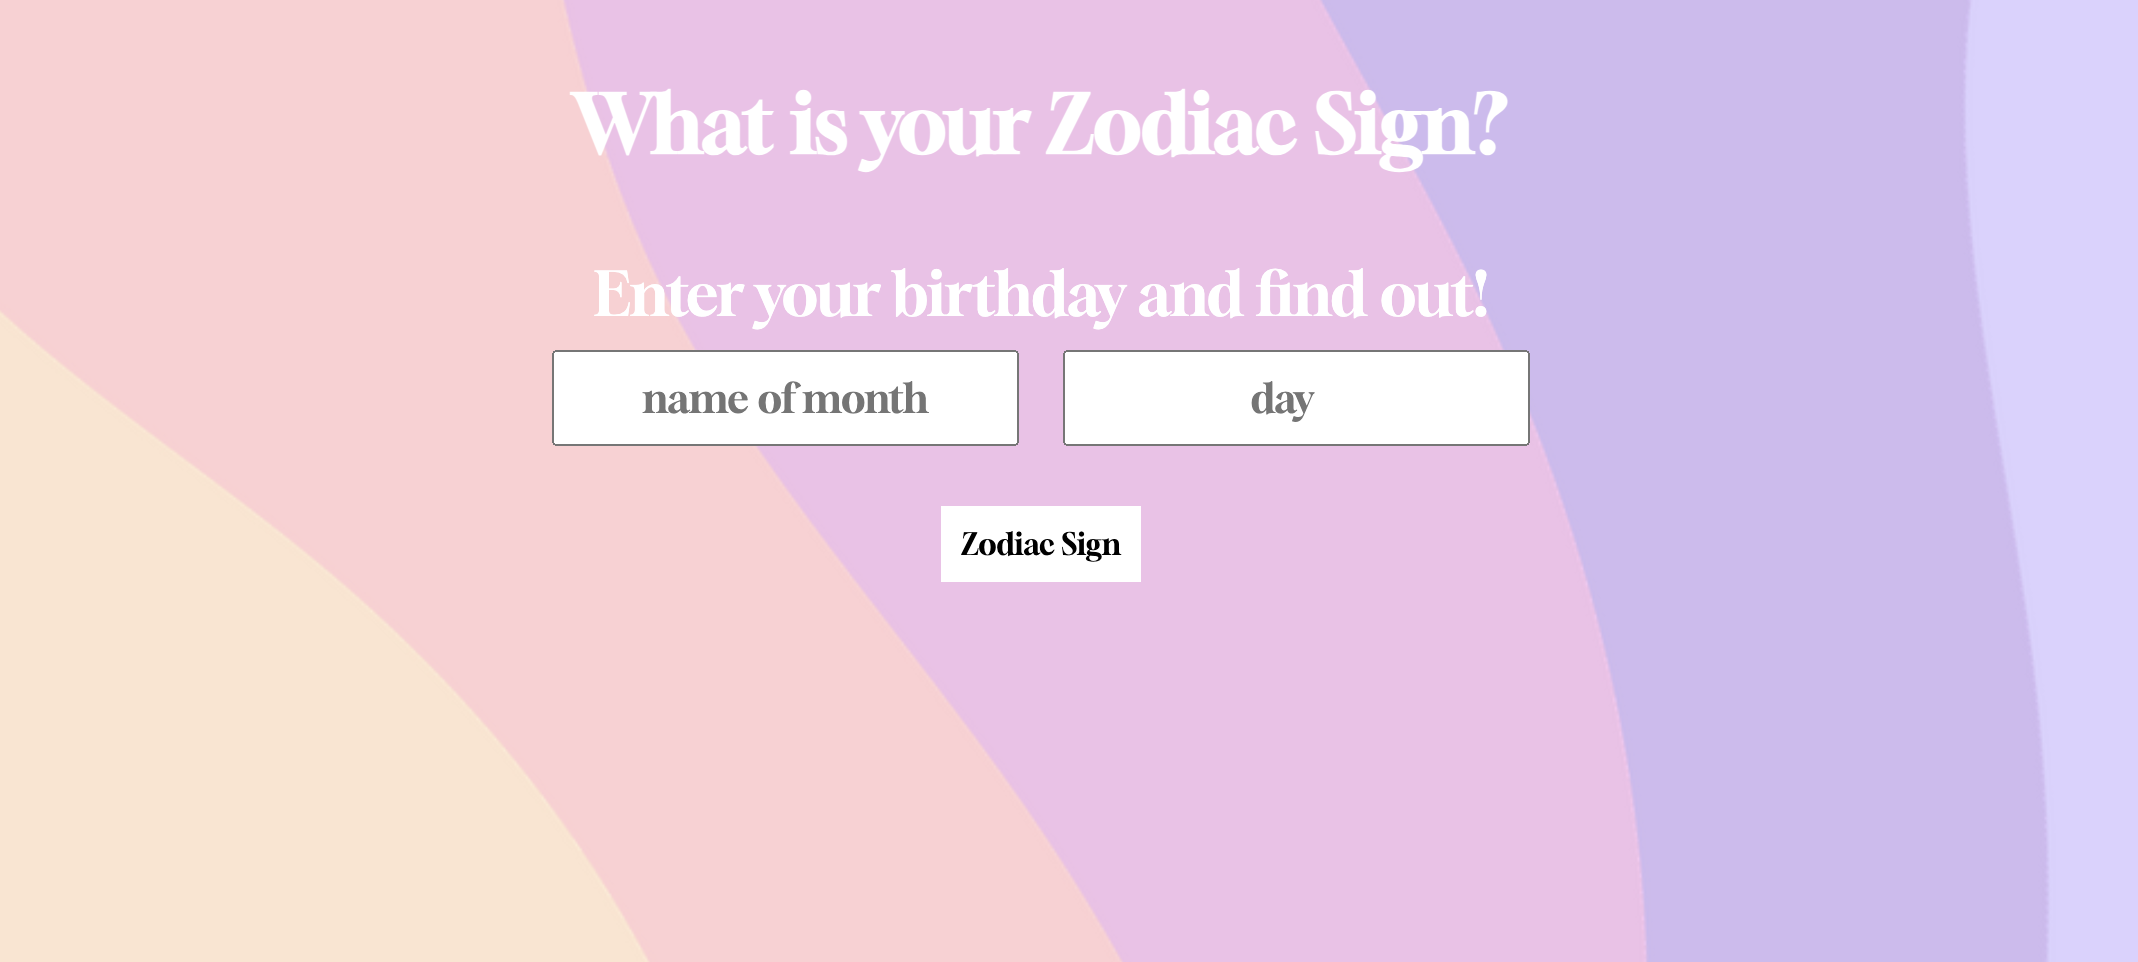 What is your Zodiac Sign?
Enter your birthday and find out!
name of month
day
Zodiac Sign